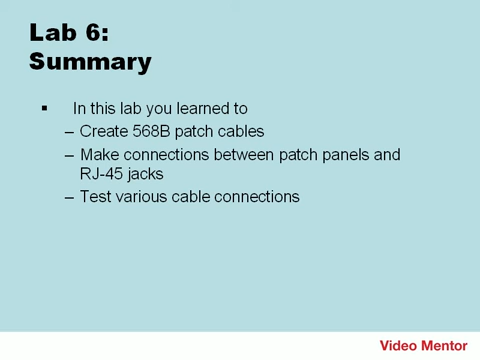 Lab 6:
Summary
▪ In this lab you learned to
– Create 568B patch cables
– Make connections between patch panels and
RJ-45 jacks
– Test various cable connections
Video Mentor